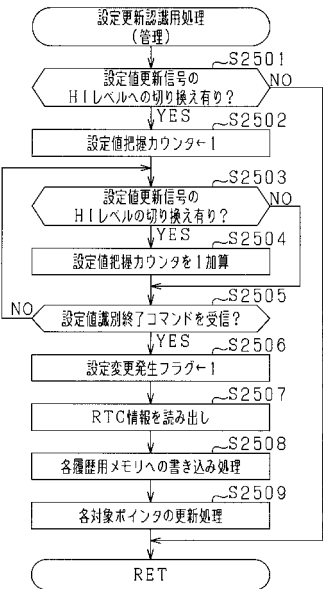 設定更新認識用処理
(管理)
S2501
設定値更新信号の
HIレベルへの切り換え有り?
NO
YES
S2502
設定値把握カウンタ←1
S2503
設定値更新信号の
HIレベルの切り換え有り?
NO
YES
S2504
設定値把握カウンタを1加算
S2505
NO
設定値識別終了コマンドを受信?
YES
S2506
設定変更発生フラグ←1
S2507
RTC情報を読み出し
S2508
各履歴用メモリへの書き込み処理
S2509
各対象ポインタの更新処理
RET